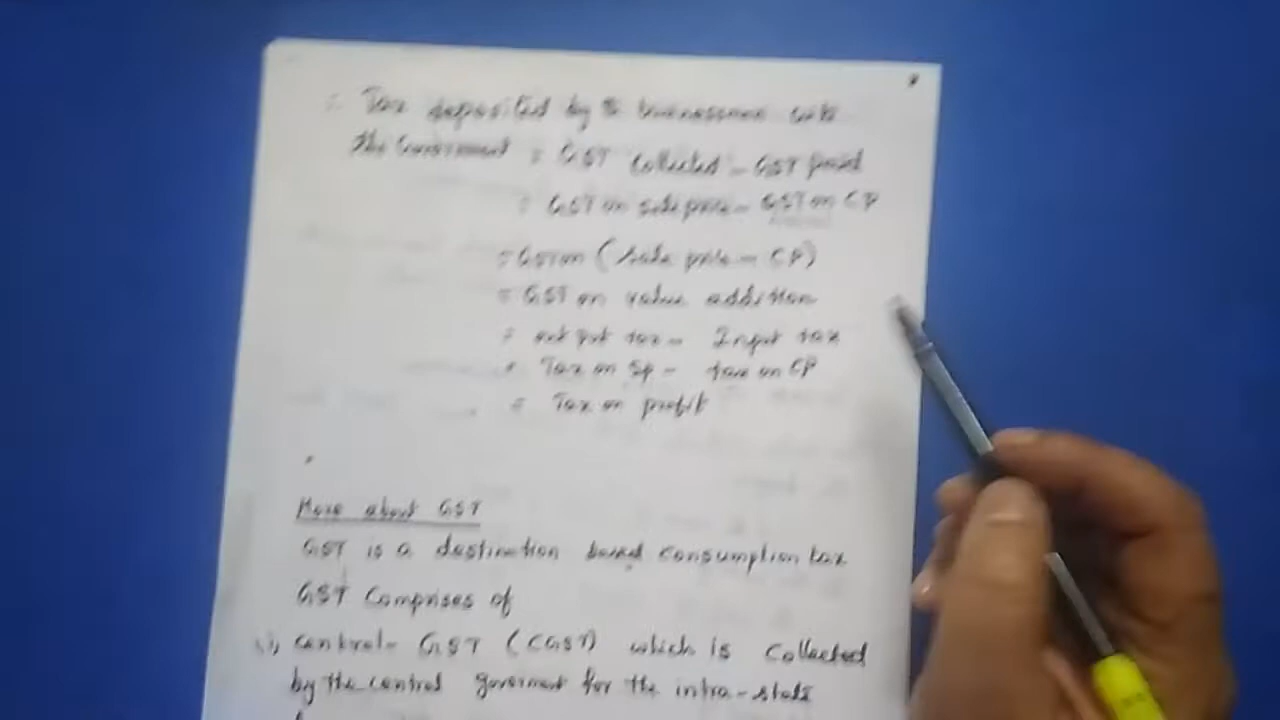 ∴ Tax deposited by the businessman with
the Government = GST collected - GST paid
= GST on sale price - GST on CP
= GST on (Sale price - CP)
= GST on value addition
= out put tax - Input tax
= Tax on SP - tax on CP
= Tax on profit
More about GST
GST is a destination based consumption tax
GST Comprises of
(i) central - GST (CGST) which is collected
by the central goverment for the intra-state